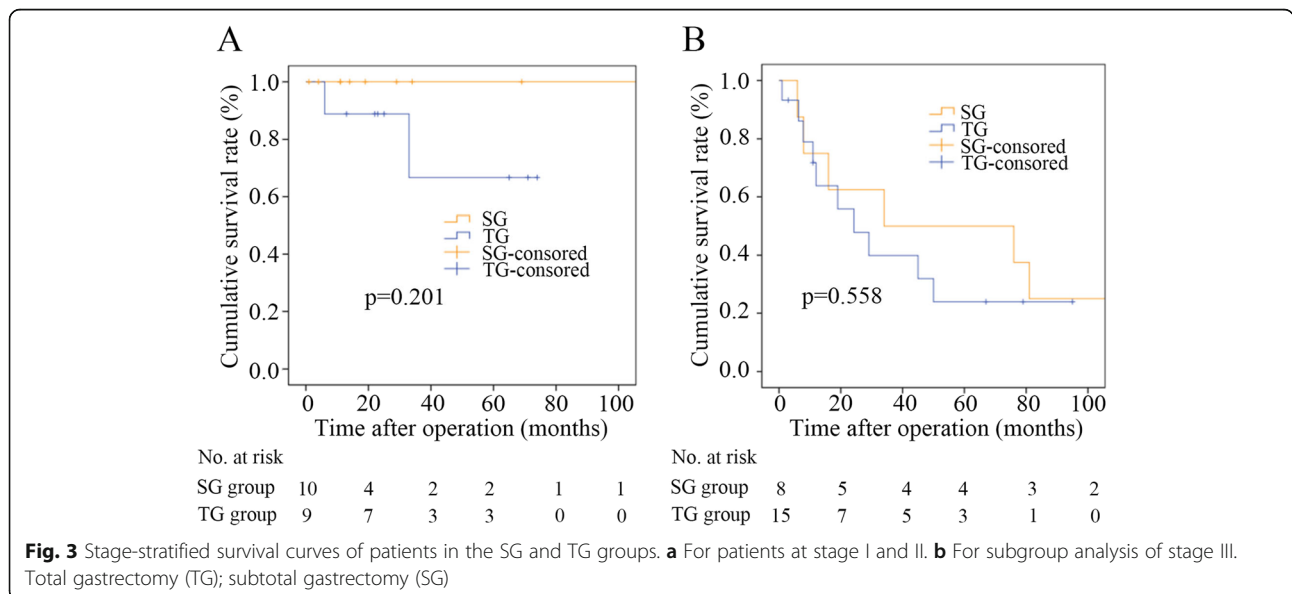 A
Cumulative survival rate (%)
1.0
0.8
0.6
0.4
0.2
0.0
SG
TG
SG-consored
TG-consored
p=0.201
0 20 40 60 80 100
Time after operation (months)
No. at risk
SG group 10 4 2 2 1 1
TG group 9 7 3 3 0 0
B
Cumulative survival rate (%)
1.0
0.8
0.6
0.4
0.2
0.0
SG
TG
SG-consored
TG-consored
p=0.558
0 20 40 60 80 100
Time after operation (months)
No. at risk
SG group 8 5 4 4 3 2
TG group 15 7 5 3 1 0
Fig. 3 Stage-stratified survival curves of patients in the SG and TG groups. a For patients at stage I and II. b For subgroup analysis of stage III.
Total gastrectomy (TG); subtotal gastrectomy (SG)